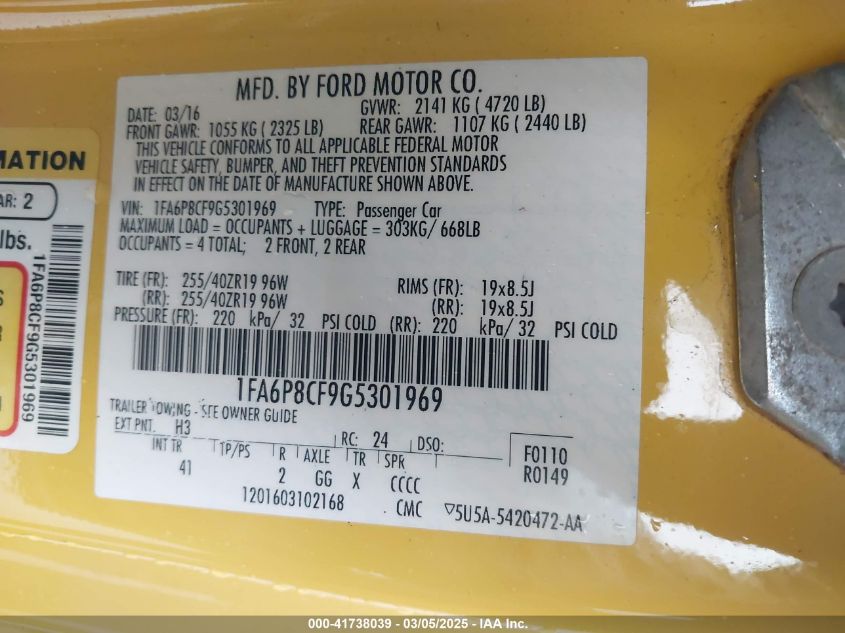 MFD. BY FORD MOTOR CO.
DATE: 03/16
GVWR: 2141 KG ( 4720 LB)
FRONT GAWR: 1055 KG ( 2325 LB)
REAR GAWR: 1107 KG ( 2440 LB)
THIS VEHICLE CONFORMS TO ALL APPLICABLE FEDERAL MOTOR
VEHICLE SAFETY, BUMPER, AND THEFT PREVENTION STANDARDS
IN EFFECT ON THE DATE OF MANUFACTURE SHOWN ABOVE.
VIN: 1FA6P8CF9G5301969 TYPE: Passenger Car
MAXIMUM LOAD = OCCUPANTS + LUGGAGE = 303KG/ 668LB
OCCUPANTS = 4 TOTAL; 2 FRONT, 2 REAR
TIRE (FR): 255/40ZR19 96W RIMS (FR): 19x8.5J
(RR): 255/40ZR19 96W (RR): 19x8.5J
PRESSURE (FR): 220 kPa/ 32 PSI COLD (RR): 220 kPa/ 32 PSI COLD
1FA6P8CF9G5301969
TRAILER TOWING - SEE OWNER GUIDE
EXT PNT. H3 RC: 24 DSO: F0110
INT TR TP/PS R AXLE TR SPR R0149
41 2 GG X CCCC
1201603102168 CMC ▽5U5A-5420472-AA
MATION
AR: 2
lbs.
1FA6P8CF9G5301969
000-41738039 - 03/05/2025 - IAA Inc.